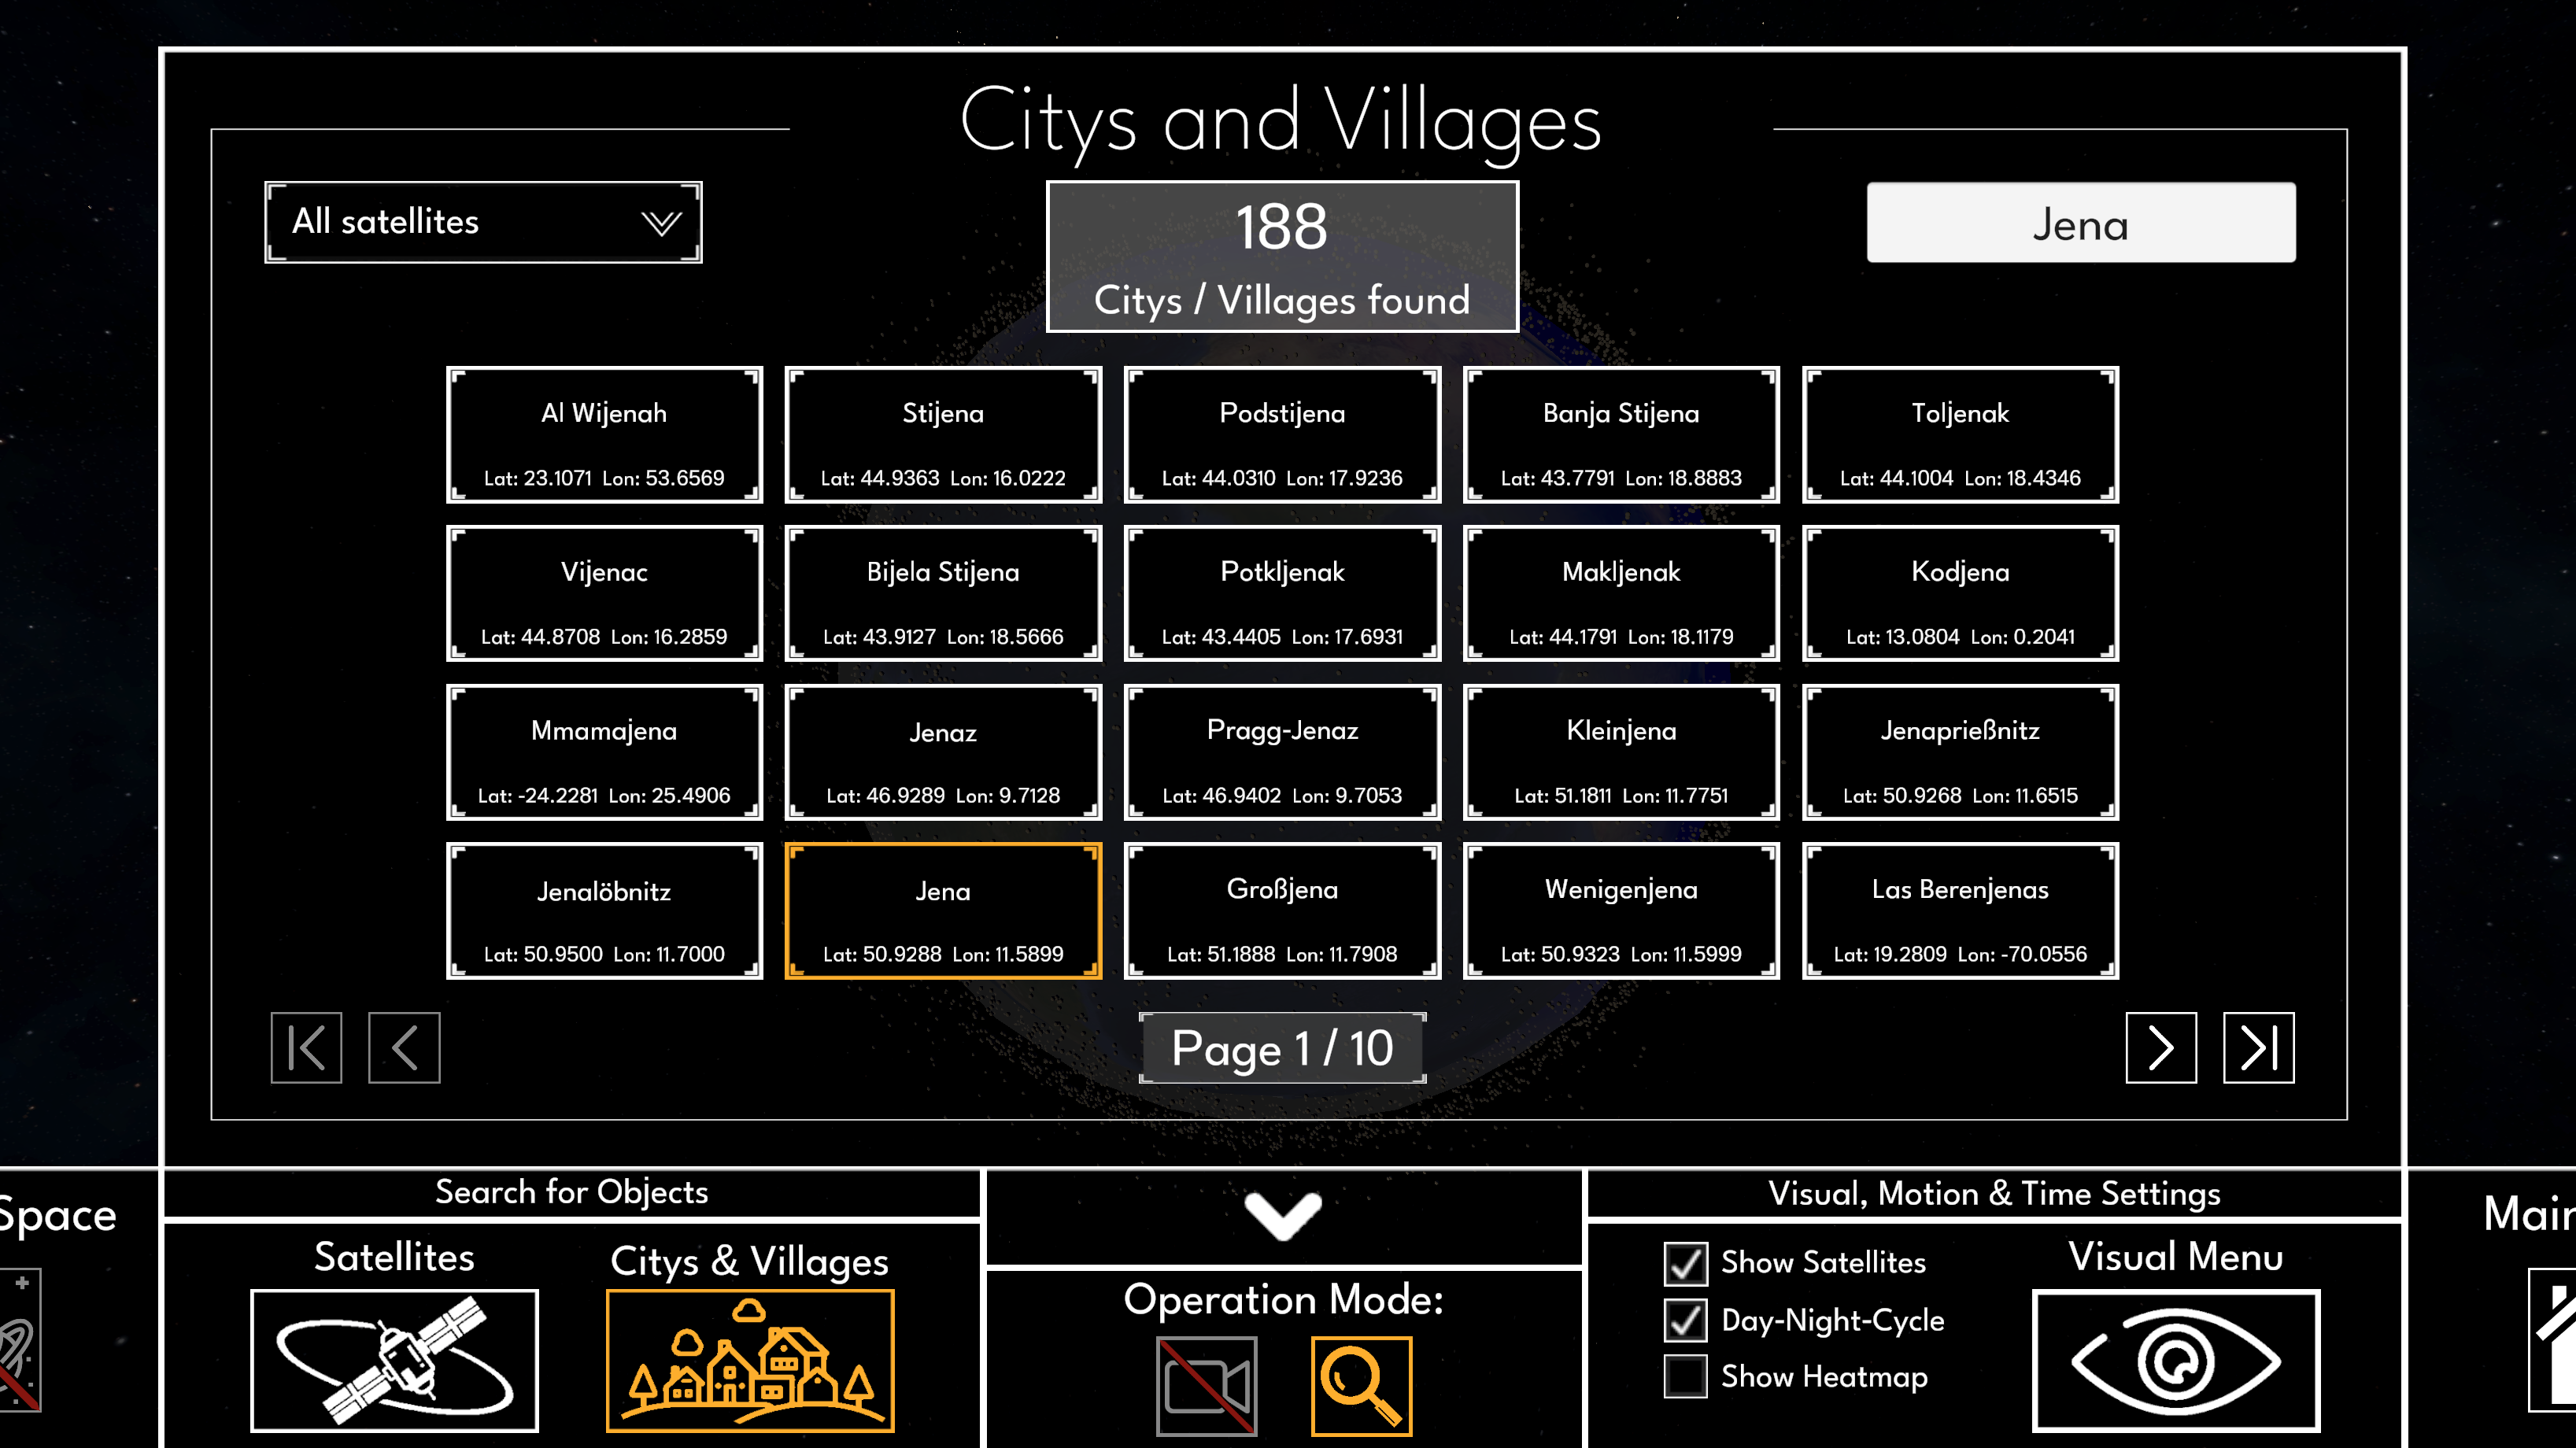 Citys and Villages
All satellites
188
Citys / Villages found
Jena
Al Wijenah
Lat: 23.1071 Lon: 53.6569
Stijena
Lat: 44.9363 Lon: 16.0222
Podstijena
Lat: 44.0310 Lon: 17.9236
Banja Stijena
Lat: 43.7791 Lon: 18.8883
Toljenak
Lat: 44.1004 Lon: 18.4346
Vijenac
Lat: 44.8708 Lon: 16.2859
Bijela Stijena
Lat: 43.9127 Lon: 18.5666
Potkljenak
Lat: 43.4405 Lon: 17.6931
Makljenak
Lat: 44.1791 Lon: 18.1179
Kodjena
Lat: 13.0804 Lon: 0.2041
Mmamajena
Lat: -24.2281 Lon: 25.4906
Jenaz
Lat: 46.9289 Lon: 9.7128
Pragg-Jenaz
Lat: 46.9402 Lon: 9.7053
Kleinjena
Lat: 51.1811 Lon: 11.7751
Jenaprießnitz
Lat: 50.9268 Lon: 11.6515
Jenalöbnitz
Lat: 50.9500 Lon: 11.7000
Jena
Lat: 50.9288 Lon: 11.5899
Großjena
Lat: 51.1888 Lon: 11.7908
Wenigenjena
Lat: 50.9323 Lon: 11.5999
Las Berenjenas
Lat: 19.2809 Lon: -70.0556
Page 1 / 10
Space
Search for Objects
Satellites
Citys & Villages
Operation Mode:
Visual, Motion & Time Settings
Show Satellites
Day-Night-Cycle
Show Heatmap
Visual Menu